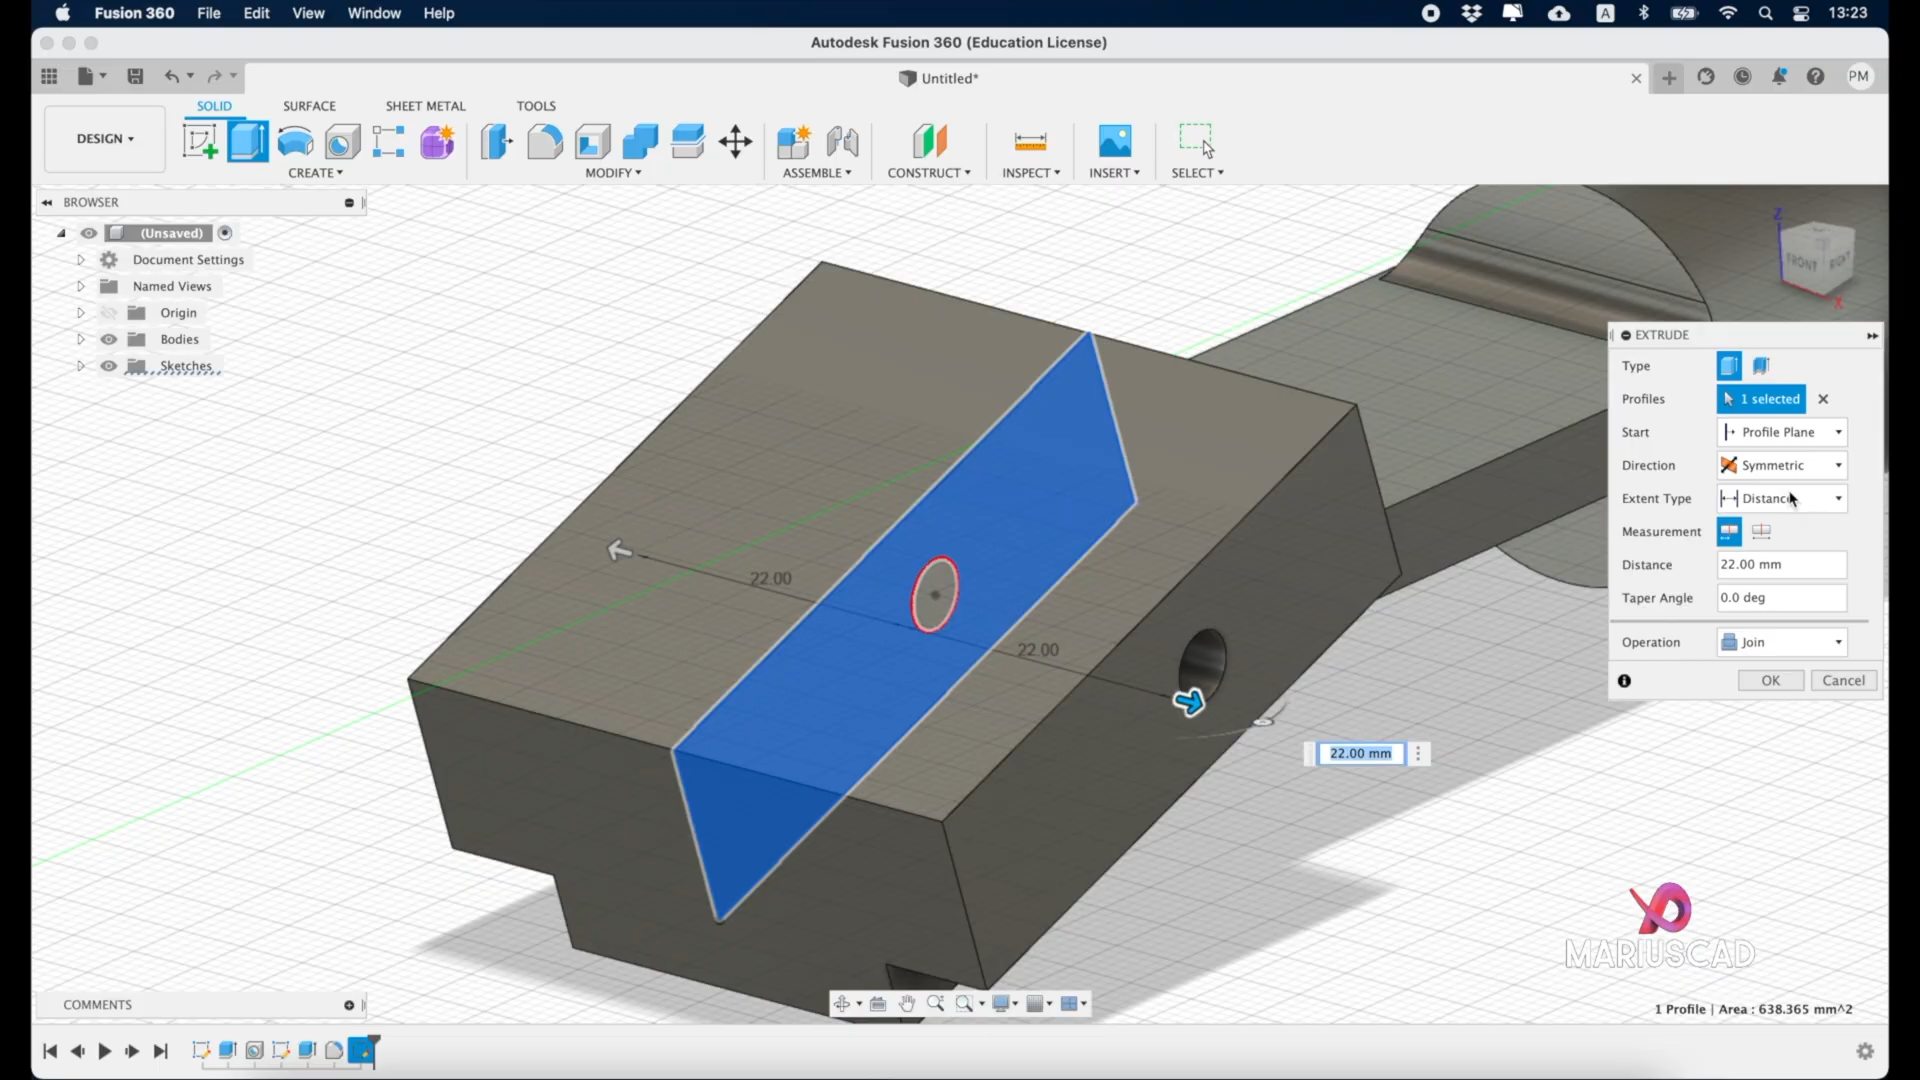 Fusion 360 File Edit View Window Help
A 13:23
Autodesk Fusion 360 (Education License)
Untitled*
PM
SOLID SURFACE SHEET METAL TOOLS
DESIGN
CREATE MODIFY ASSEMBLE CONSTRUCT INSPECT INSERT SELECT
BROWSER
(Unsaved)
Document Settings
Named Views
Origin
Bodies
Sketches
Z
FRONT RIGHT
X
EXTRUDE
Type
Profiles 1 selected
Start Profile Plane
Direction Symmetric
Extent Type Distance
Measurement
Distance 22.00 mm
Taper Angle 0.0 deg
Operation Join
OK Cancel
22.00
22.00
22.00 mm
MARIUSCAD
COMMENTS
1 Profile | Area : 638.365 mm^2